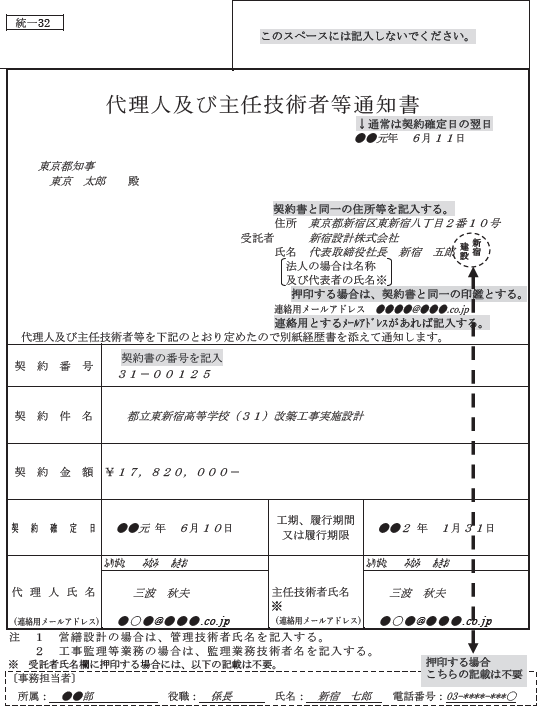 統一32
このスペースには記入しないでください。
代理人及び主任技術者等通知書
↓通常は契約確定日の翌日
●●元年 6月11日
東京都知事
東京 太郎 殿
契約書と同一の住所等を記入する。
住所 東京都新宿区東新宿八丁目2番10号
受託者 新宿設計株式会社
氏名 代表取締役社長 新宿 五郎
新宿建設
法人の場合は名称
及び代表者の氏名※
押印する場合は、契約書と同一の印鑑とする。
連絡用メールアドレス ●●●●@●●●.co.jp
連絡用とするメールアドレスがあれば記入する。
代理人及び主任技術者等を下記のとおり定めたので別紙経歴書を添えて通知します。
契約書の番号を記入
契約番号 31-00125
契約件名 都立東新宿高等学校(31)改築工事実施設計
契約金額 ¥17,820,000-
契約確定日 ●●元 年 6月10日 工期、履行期間又は履行期限 ●●2 年 1月31日
代理人氏名 三波 秋夫 主任技術者氏名※ 三波 秋夫
(連絡用メールアドレス) ●○●@●●●.co.jp (連絡用メールアドレス) ●○●@●●●.co.jp
注 1 営繕設計の場合は、管理技術者氏名を記入する。
2 工事監理等業務の場合は、監理業務技術者名を記入する。
※ 受託者氏名欄に押印する場合には、以下の記載は不要。
押印する場合
こちらの記載は不要
〔事務担当者〕
所属: ●●部 役職: 係長 氏名: 新宿 七郎 電話番号:03-****-***○